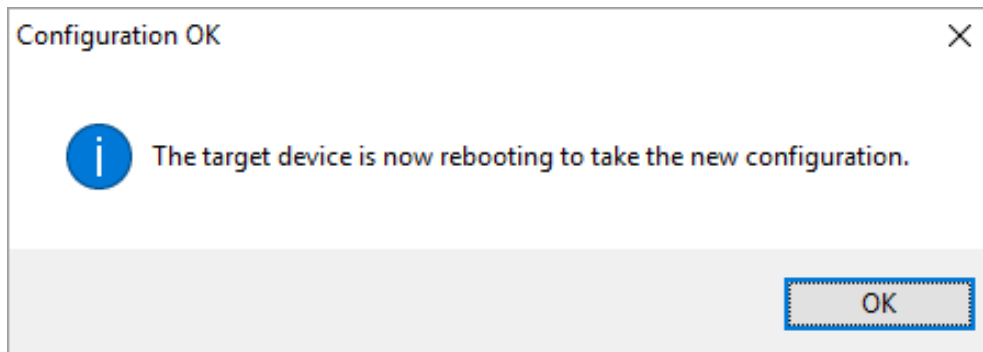 Configuration OK
The target device is now rebooting to take the new configuration.
OK